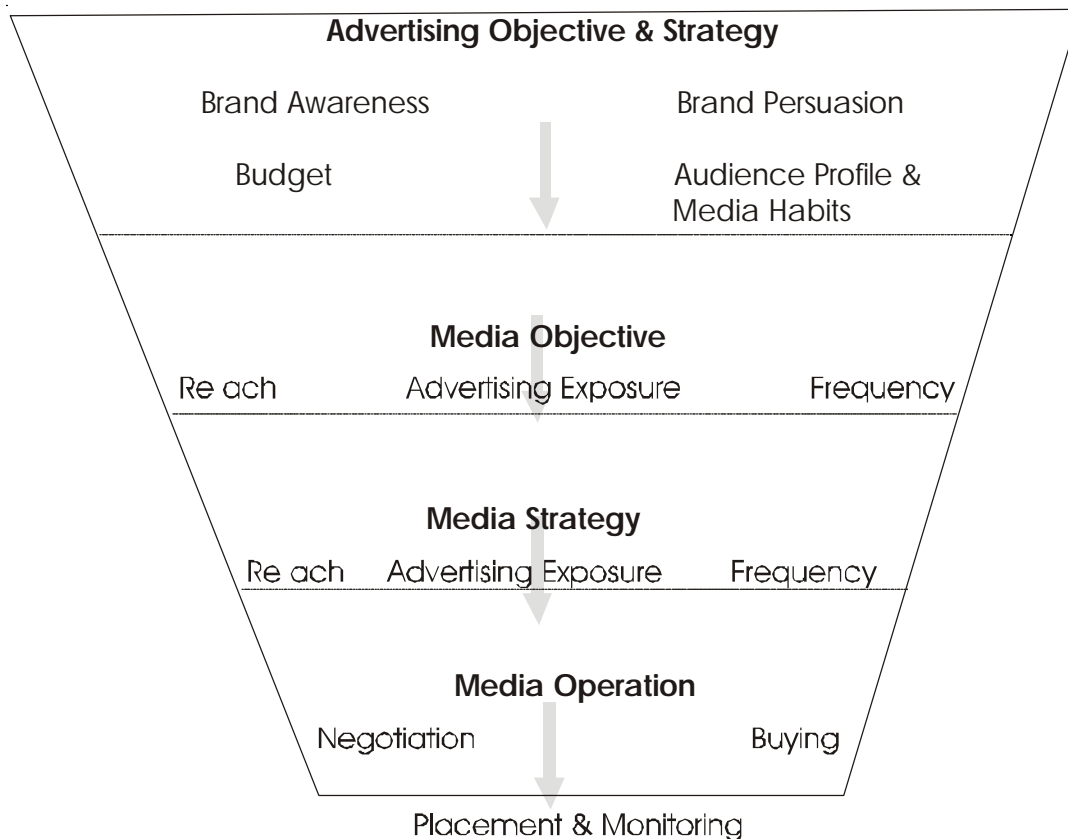 Advertising Objective & Strategy
Brand Awareness Brand Persuasion
Budget Audience Profile &
Media Habits
Media Objective
Re ach Advertising Exposure Frequency
Media Strategy
Re ach Advertising Exposure Frequency
Media Operation
Negotiation Buying
Placement & Monitoring